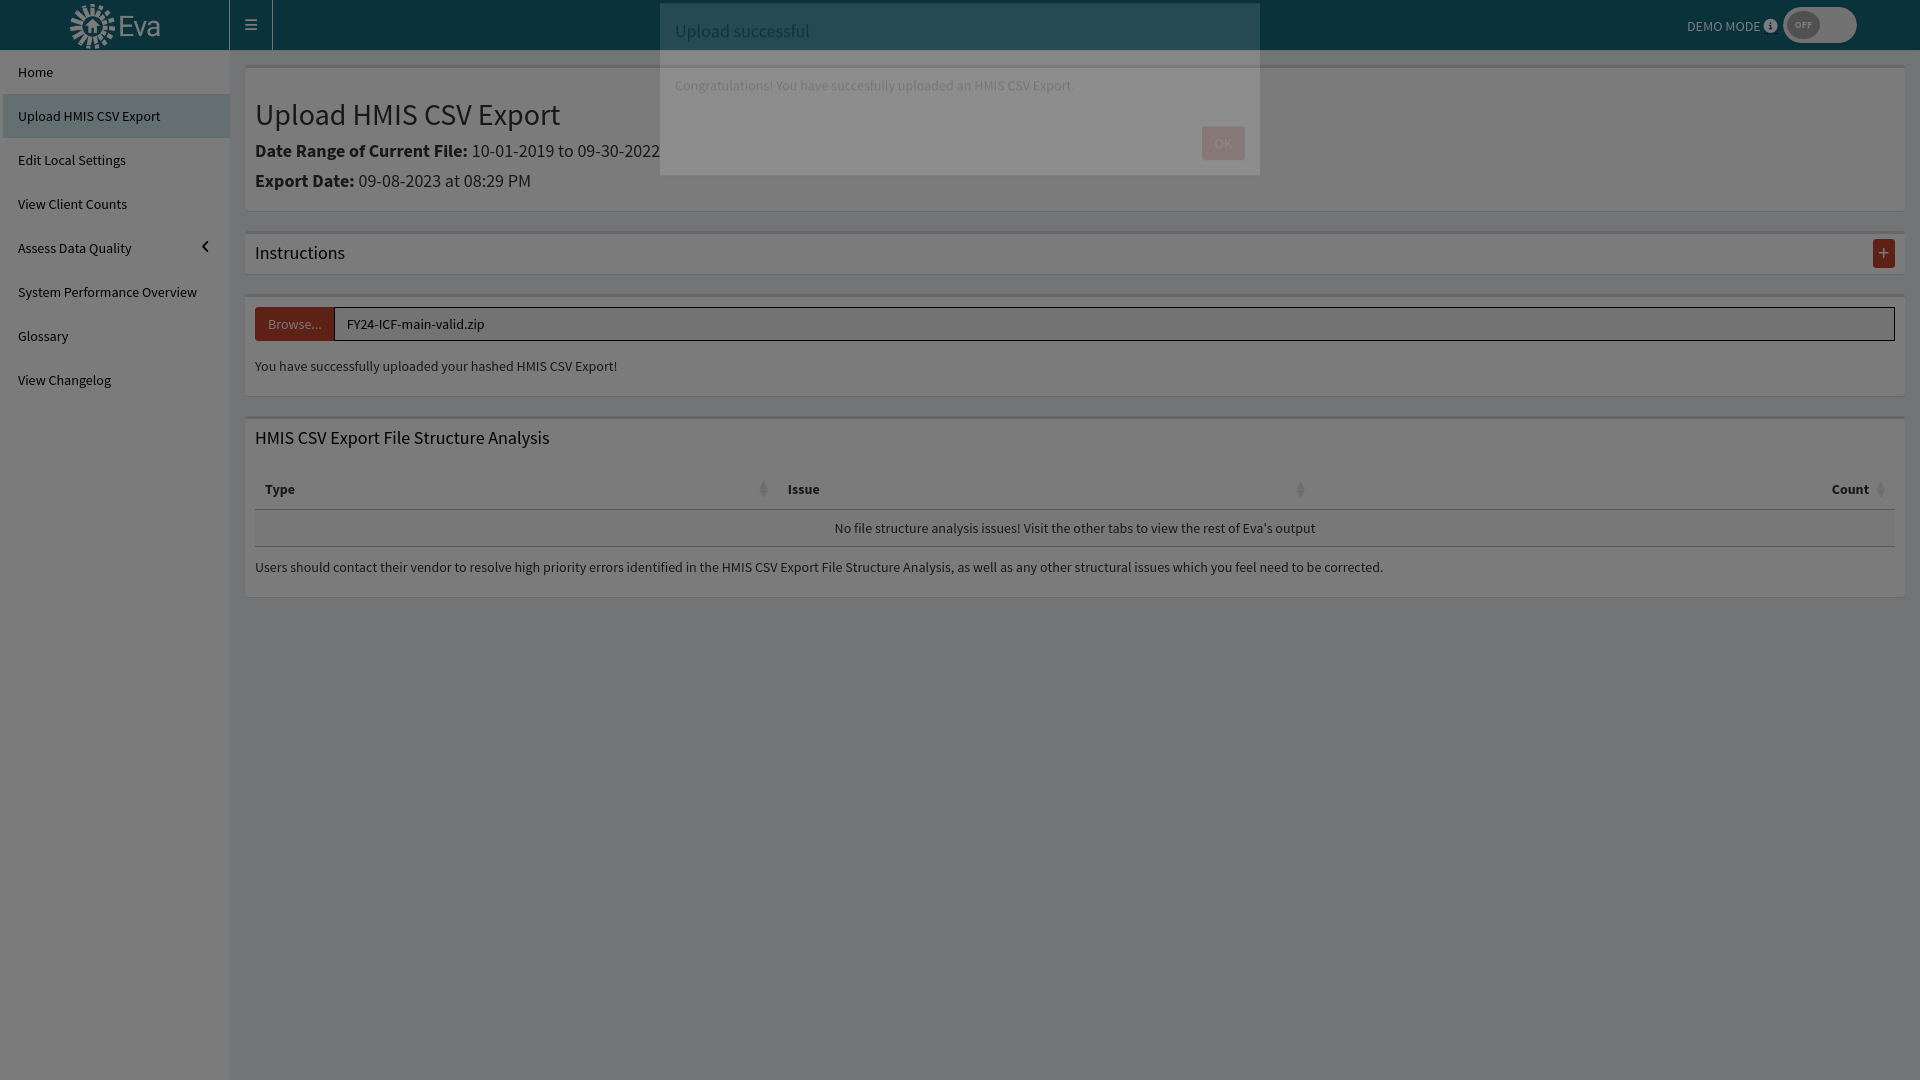 Eva
DEMO MODE
OFF
Upload successful
Congratulations! You have succesfully uploaded an HMIS CSV Export.
OK
Home
Upload HMIS CSV Export
Edit Local Settings
View Client Counts
Assess Data Quality
System Performance Overview
Glossary
View Changelog
Upload HMIS CSV Export
Date Range of Current File: 10-01-2019 to 09-30-2022
Export Date: 09-08-2023 at 08:29 PM
Instructions
+
Browse... FY24-ICF-main-valid.zip
You have successfully uploaded your hashed HMIS CSV Export!
HMIS CSV Export File Structure Analysis
Type Issue Count
No file structure analysis issues! Visit the other tabs to view the rest of Eva's output
Users should contact their vendor to resolve high priority errors identified in the HMIS CSV Export File Structure Analysis, as well as any other structural issues which you feel need to be corrected.